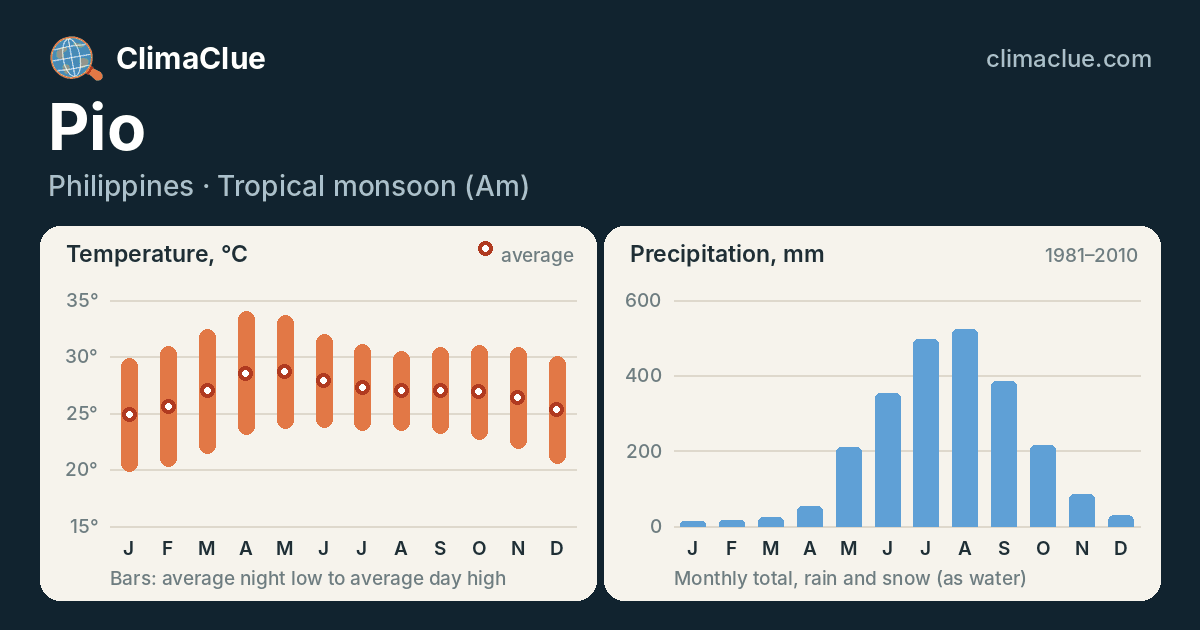 ClimaClue
climaclue.com
Pio
Philippines · Tropical monsoon (Am)
Temperature, °C
average
35°
30°
25°
20°
15°
J F M A M J J A S O N D
Bars: average night low to average day high
Precipitation, mm
1981–2010
600
400
200
0
J F M A M J J A S O N D
Monthly total, rain and snow (as water)